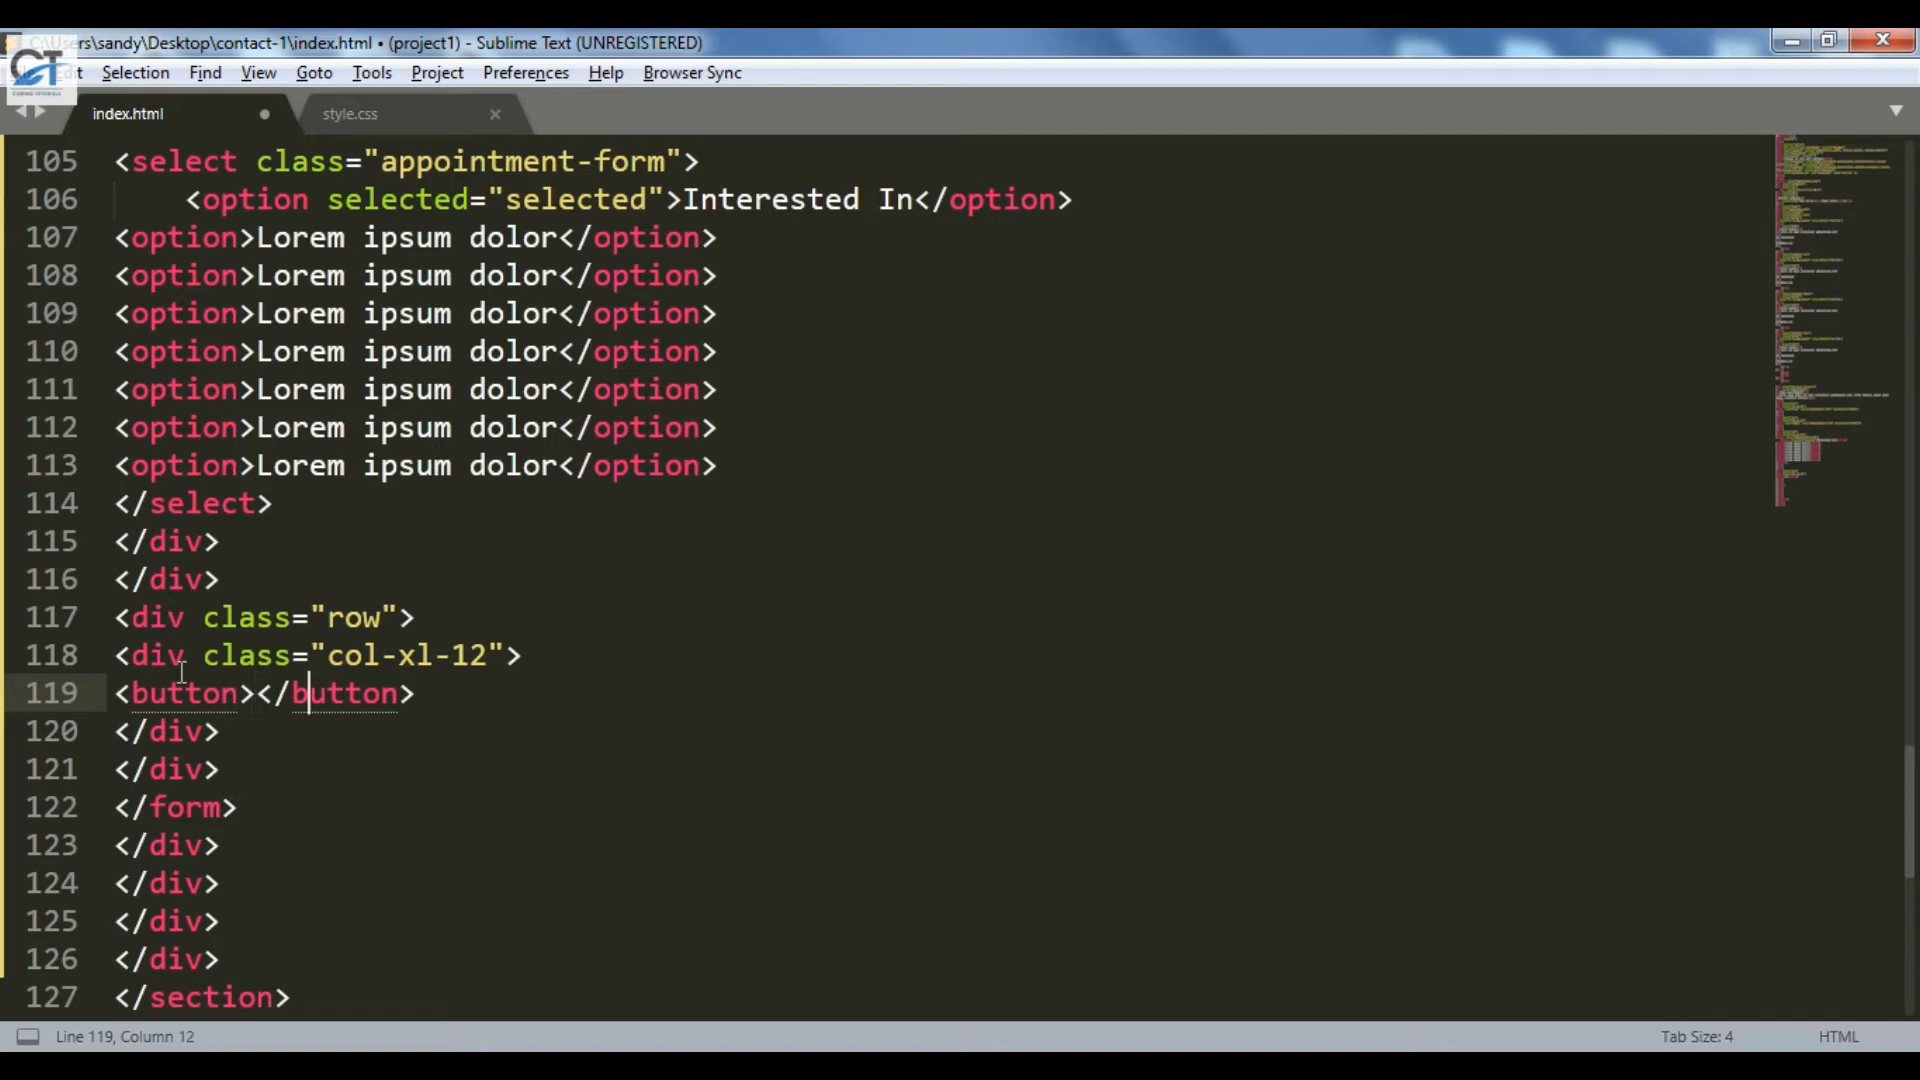 C:\Users\sandy\Desktop\contact-1\index.html • (project1) - Sublime Text (UNREGISTERED)
CT
CODING TUTORIALS
Edit Selection Find View Goto Tools Project Preferences Help Browser Sync
index.html style.css
105 <select class="appointment-form">
106 <option selected="selected">Interested In</option>
107 <option>Lorem ipsum dolor</option>
108 <option>Lorem ipsum dolor</option>
109 <option>Lorem ipsum dolor</option>
110 <option>Lorem ipsum dolor</option>
111 <option>Lorem ipsum dolor</option>
112 <option>Lorem ipsum dolor</option>
113 <option>Lorem ipsum dolor</option>
114 </select>
115 </div>
116 </div>
117 <div class="row">
118 <div class="col-xl-12">
119 <button></button>
120 </div>
121 </div>
122 </form>
123 </div>
124 </div>
125 </div>
126 </div>
127 </section>
Line 119, Column 12 Tab Size: 4 HTML